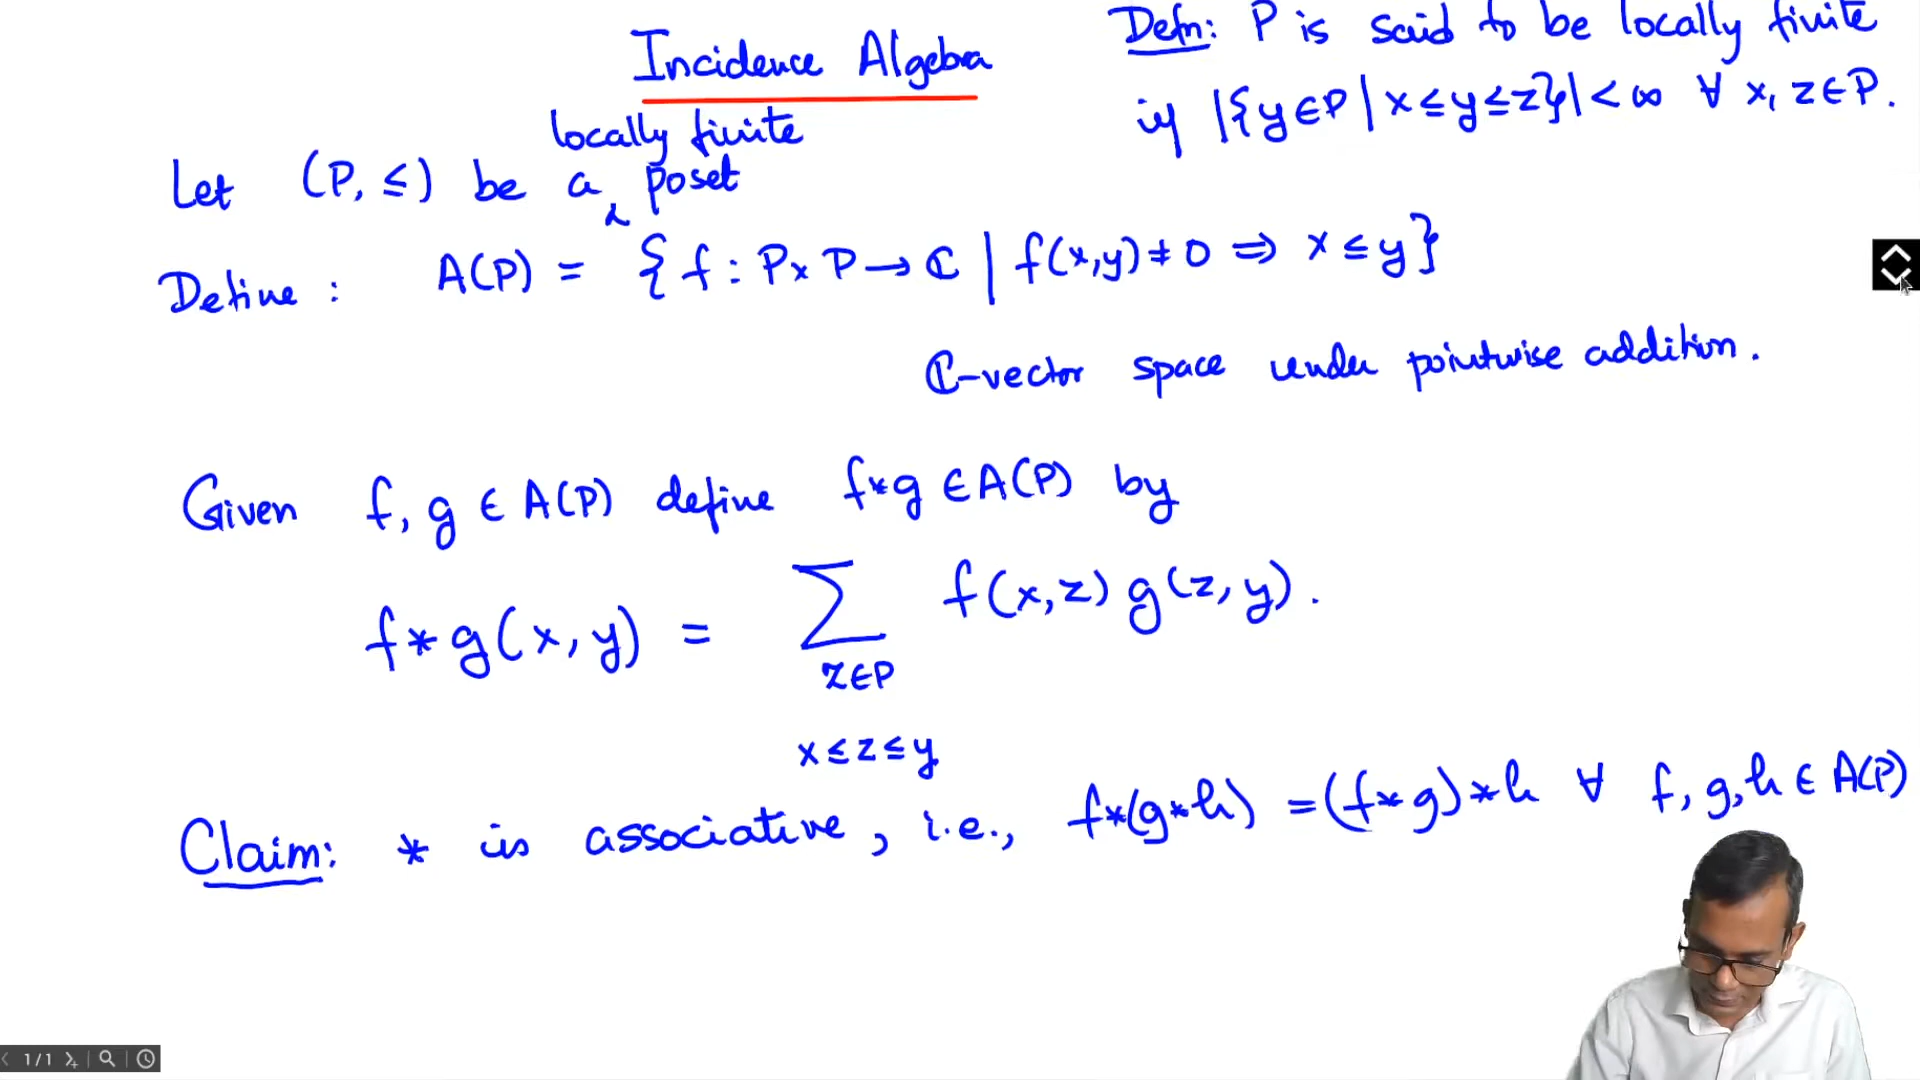 Incidence Algebra
Defn: P is said to be locally finite
if |{y∈P | x≤y≤z}| < ∞ ∀ x, z∈P.
locally finite
Let (P, ≤) be a ⁁ poset
Define : A(P) = { f : P × P → ℂ | f(x,y) ≠ 0 ⇒ x ≤ y }
ℂ-vector space under pointwise addition.
Given f, g ∈ A(P) define f*g ∈ A(P) by
f*g(x, y) = ∑ f(x,z) g(z, y).
z∈P
x≤z≤y
Claim: * is associative, i.e., f*(g*h) = (f*g)*h ∀ f, g, h ∈ A(P)
1/1